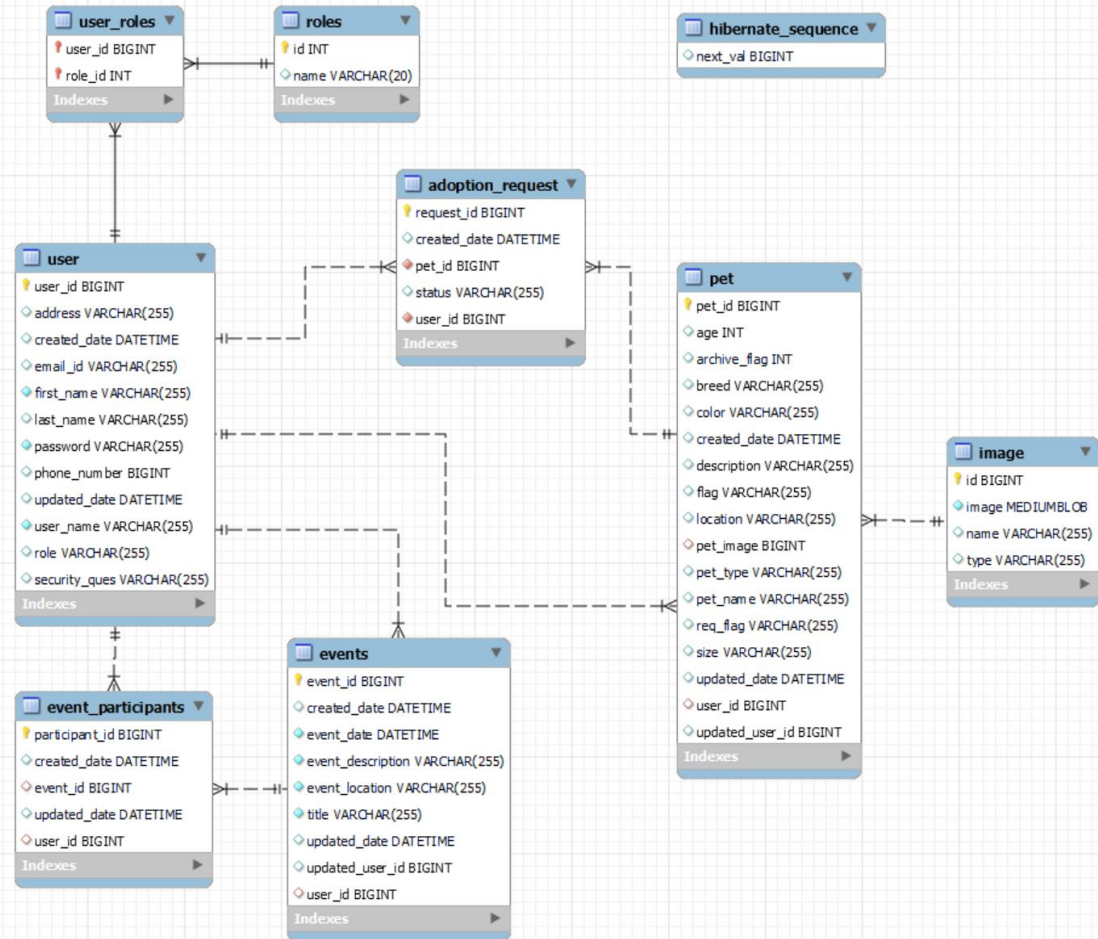 user_roles
user_id BIGINT
role_id INT
Indexes
roles
id INT
name VARCHAR(20)
Indexes
hibernate_sequence
next_val BIGINT
adoption_request
request_id BIGINT
created_date DATETIME
pet_id BIGINT
status VARCHAR(255)
user_id BIGINT
Indexes
user
user_id BIGINT
address VARCHAR(255)
created_date DATETIME
email_id VARCHAR(255)
first_name VARCHAR(255)
last_name VARCHAR(255)
password VARCHAR(255)
phone_number BIGINT
updated_date DATETIME
user_name VARCHAR(255)
role VARCHAR(255)
security_ques VARCHAR(255)
Indexes
pet
pet_id BIGINT
age INT
archive_flag INT
breed VARCHAR(255)
color VARCHAR(255)
created_date DATETIME
description VARCHAR(255)
flag VARCHAR(255)
location VARCHAR(255)
pet_image BIGINT
pet_type VARCHAR(255)
pet_name VARCHAR(255)
req_flag VARCHAR(255)
size VARCHAR(255)
updated_date DATETIME
user_id BIGINT
updated_user_id BIGINT
Indexes
image
id BIGINT
image MEDIUMBLOB
name VARCHAR(255)
type VARCHAR(255)
Indexes
events
event_id BIGINT
created_date DATETIME
event_date DATETIME
event_description VARCHAR(255)
event_location VARCHAR(255)
title VARCHAR(255)
updated_date DATETIME
updated_user_id BIGINT
user_id BIGINT
Indexes
event_participants
participant_id BIGINT
created_date DATETIME
event_id BIGINT
updated_date DATETIME
user_id BIGINT
Indexes